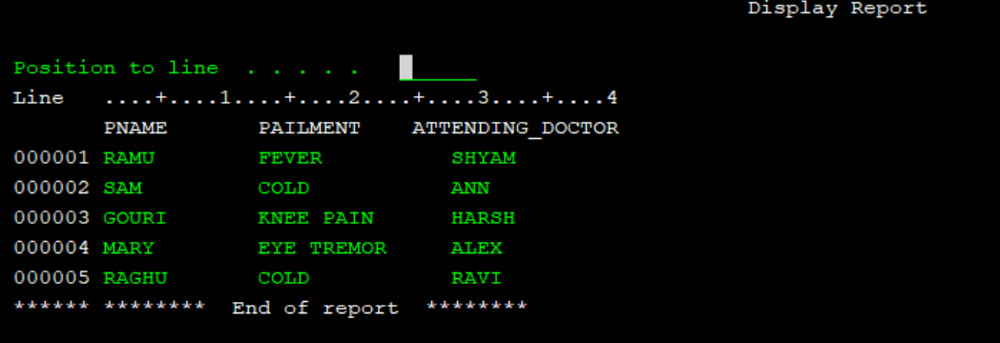 Display Report
Position to line . . . . .
Line ....+....1....+....2....+....3....+....4
PNAME PAILMENT ATTENDING_DOCTOR
000001 RAMU FEVER SHYAM
000002 SAM COLD ANN
000003 GOURI KNEE PAIN HARSH
000004 MARY EYE TREMOR ALEX
000005 RAGHU COLD RAVI
****** ******** End of report ********